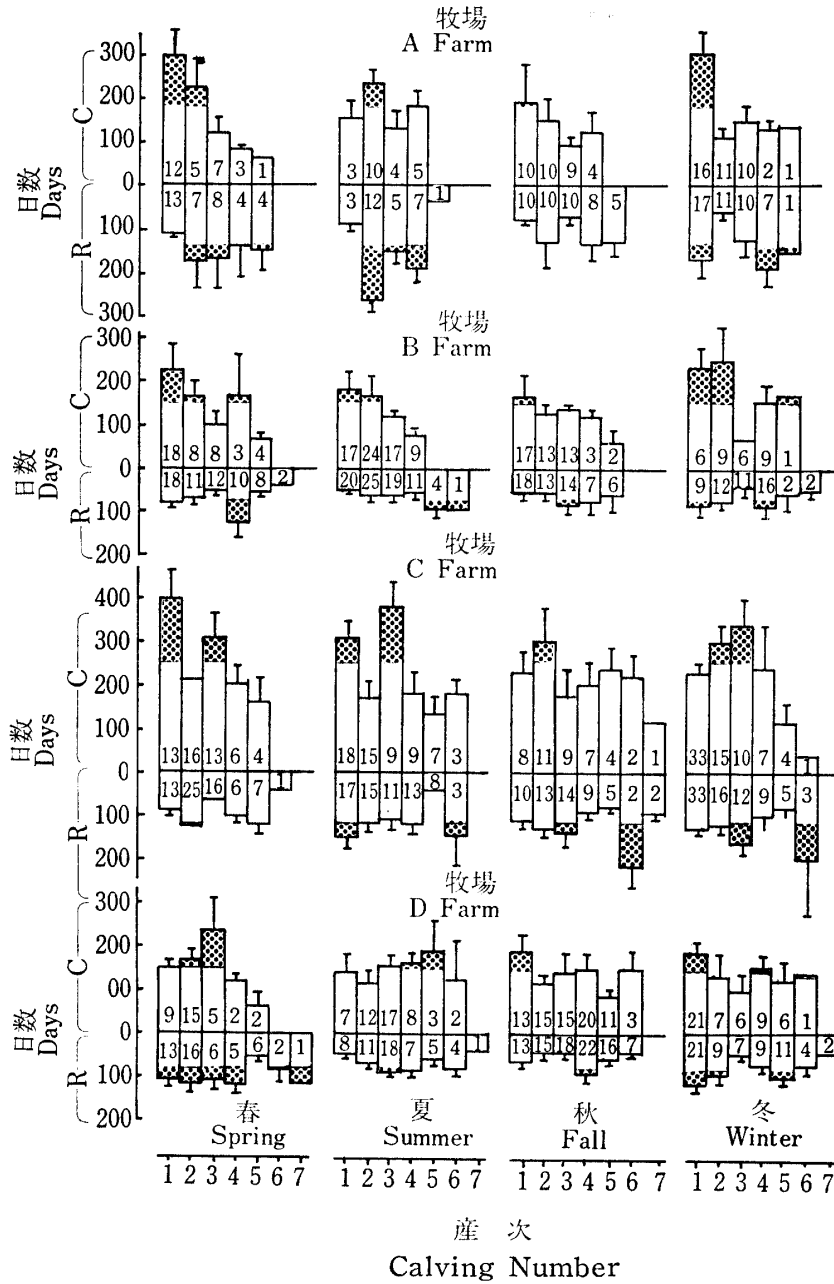 牧場
A Farm
300
200
100
0
100
200
300
C
R
日数
Days
12 5 7 3 1
13 7 8 4 4
3 10 4 5
3 12 5 7 1
10 10 9 4
10 10 10 8 5
16 11 10 2 1
17 11 10 7 1
牧場
B Farm
300
200
100
0
100
200
C
R
日数
Days
18 8 8 3 4
18 11 12 10 8 2
17 24 17 9
20 25 19 11 4 1
17 13 13 3 2
18 13 14 7 6
6 9 6 9 1
9 12 11 16 2 2
牧場
C Farm
400
300
200
100
0
100
200
C
R
日数
Days
13 16 13 6 4
13 25 16 6 7 1
18 15 9 9 7 3
17 15 11 13 8 3
8 11 9 7 4 2 1
10 13 14 9 5 2 2
33 15 10 7 4 1
33 16 12 9 5 3
牧場
D Farm
300
200
00
0
100
200
C
R
日数
Days
9 15 5 2 2
13 16 6 5 6 2 1
7 12 17 8 3 2
8 11 18 7 5 4 1
13 15 15 20 11 3
13 15 18 22 16 5
21 7 6 9 6 1
21 9 5 9 11 4 2
春 夏 秋 冬
Spring Summer Fall Winter
1 2 3 4 5 6 7 1 2 3 4 5 6 7 1 2 3 4 5 6 7 1 2 3 4 5 6 7
産 次
Calving Number